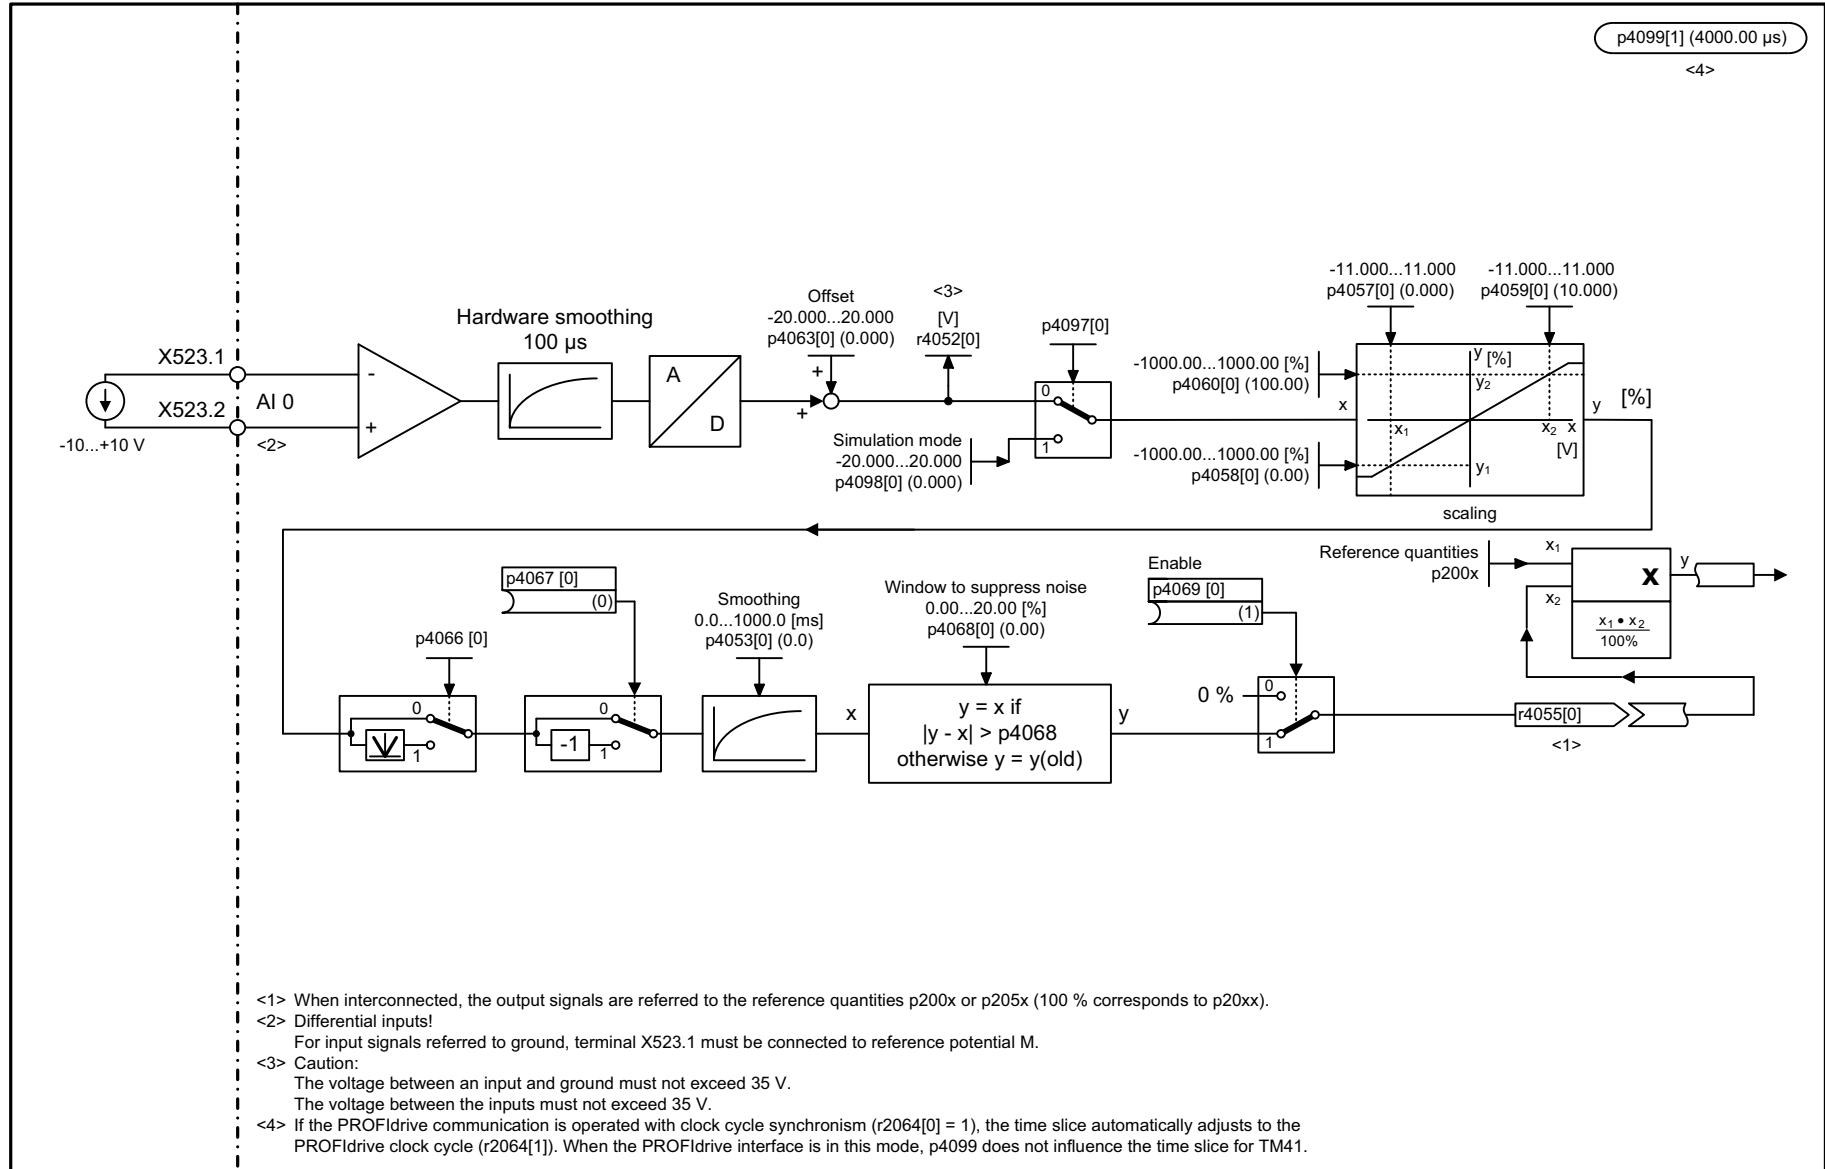 p4099[1] (4000.00 µs)
<4>
-11.000...11.000
p4057[0] (0.000)
-11.000...11.000
p4059[0] (10.000)
Offset
-20.000...20.000
p4063[0] (0.000)
<3>
[V]
r4052[0]
p4097[0]
Hardware smoothing
100 µs
X523.1
X523.2
-10...+10 V
AI 0
<2>
-
+
A
D
+
+
0
1
Simulation mode
-20.000...20.000
p4098[0] (0.000)
-1000.00...1000.00 [%]
p4060[0] (100.00)
x
-1000.00...1000.00 [%]
p4058[0] (0.00)
y [%]
y2
x1
x2 x
[V]
y1
y
[%]
scaling
Reference quantities
p200x
x1
x2
X
y
x1 • x2
100%
p4066 [0]
0
1
p4067 [0]
(0)
0
-1
1
Smoothing
0.0...1000.0 [ms]
p4053[0] (0.0)
Window to suppress noise
0.00...20.00 [%]
p4068[0] (0.00)
x
y = x if
|y - x| > p4068
otherwise y = y(old)
y
Enable
p4069 [0]
(1)
0 %
0
1
r4055[0]
<1>
<1> When interconnected, the output signals are referred to the reference quantities p200x or p205x (100 % corresponds to p20xx).
<2> Differential inputs!
For input signals referred to ground, terminal X523.1 must be connected to reference potential M.
<3> Caution:
The voltage between an input and ground must not exceed 35 V.
The voltage between the inputs must not exceed 35 V.
<4> If the PROFIdrive communication is operated with clock cycle synchronism (r2064[0] = 1), the time slice automatically adjusts to the
PROFIdrive clock cycle (r2064[1]). When the PROFIdrive interface is in this mode, p4099 does not influence the time slice for TM41.